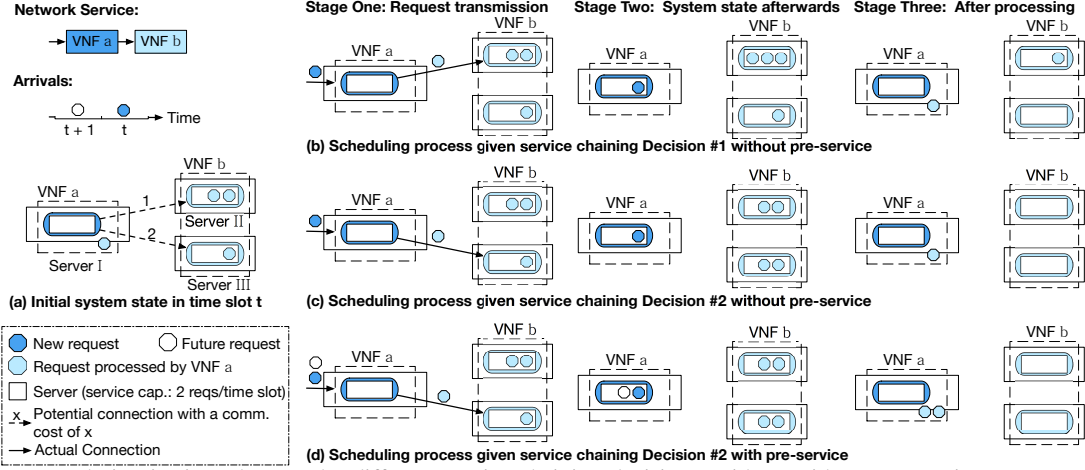 Network Service:
VNF a
VNF b
Arrivals:
Time
t + 1
t
VNF a
VNF b
1
2
Server I
Server II
Server III
(a) Initial system state in time slot t
New request
Future request
Request processed by VNF a
Server (service cap.: 2 reqs/time slot)
x Potential connection with a comm.
cost of x
Actual Connection
Stage One: Request transmission
Stage Two: System state afterwards
Stage Three: After processing
VNF a
VNF b
VNF a
VNF b
VNF a
VNF b
(b) Scheduling process given service chaining Decision #1 without pre-service
VNF a
VNF b
VNF a
VNF b
VNF a
VNF b
(c) Scheduling process given service chaining Decision #2 without pre-service
VNF a
VNF b
VNF a
VNF b
VNF a
VNF b
(d) Scheduling process given service chaining Decision #2 with pre-service